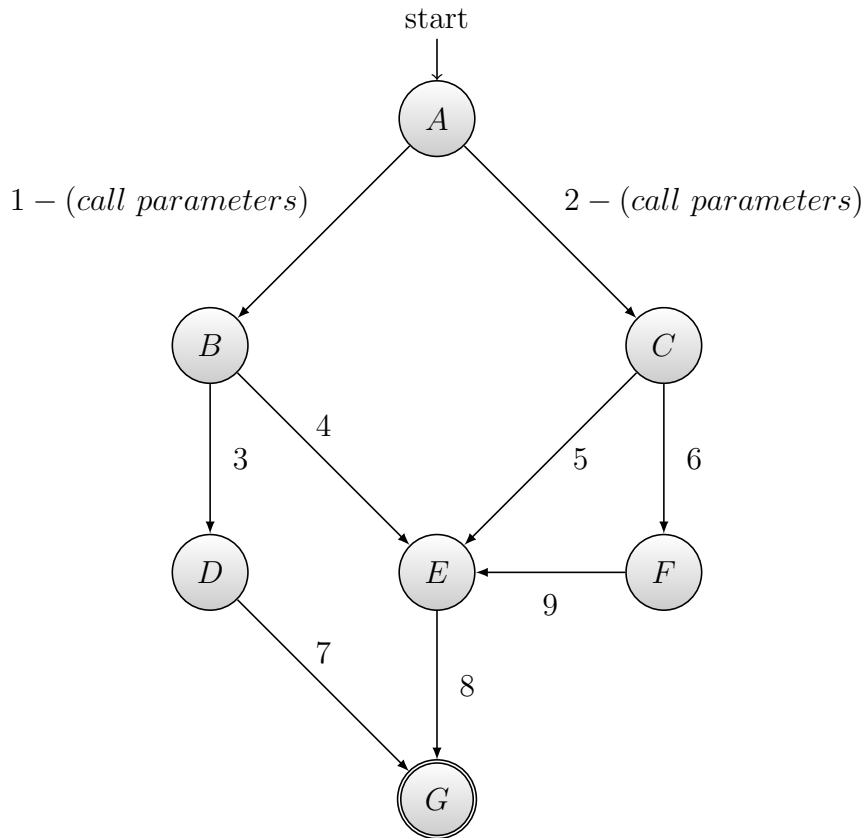 start
A
1 − (call parameters)
2 − (call parameters)
B
C
4
3
5
6
D
E
F
9
7
8
G